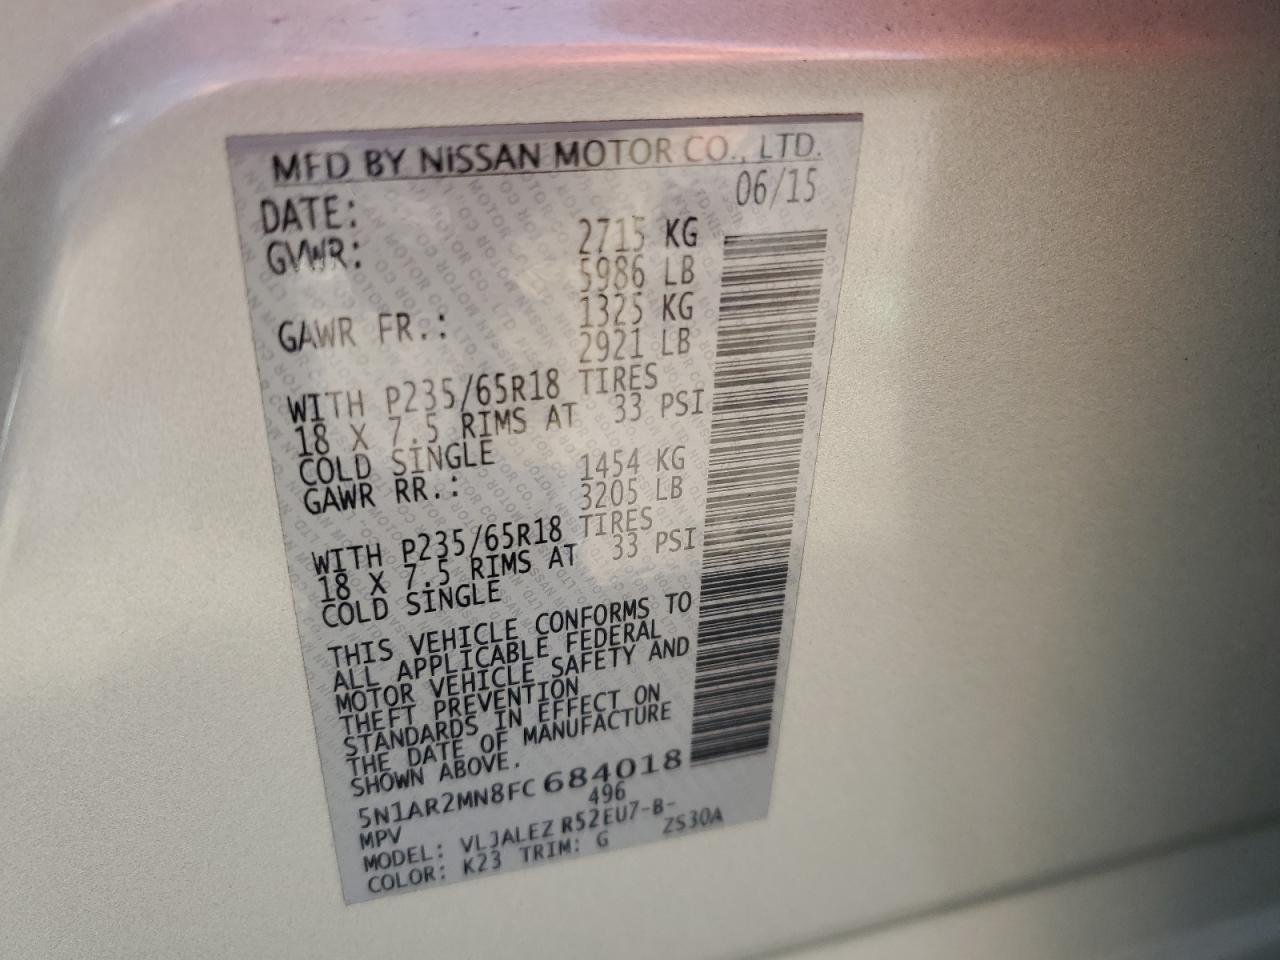 MFD BY NISSAN MOTOR CO., LTD.
DATE: 06/15
GVWR: 2715 KG
5986 LB
GAWR FR.: 1325 KG
2921 LB
WITH P235/65R18 TIRES
18 X 7.5 RIMS AT 33 PSI
COLD SINGLE
GAWR RR.: 1454 KG
3205 LB
WITH P235/65R18 TIRES
18 X 7.5 RIMS AT 33 PSI
COLD SINGLE
THIS VEHICLE CONFORMS TO
ALL APPLICABLE FEDERAL
MOTOR VEHICLE SAFETY AND
THEFT PREVENTION
STANDARDS IN EFFECT ON
THE DATE OF MANUFACTURE
SHOWN ABOVE.
5N1AR2MN8FC684018
MPV 496
MODEL: VLJALEZ R52EU7-B-
COLOR: K23 TRIM: G ZS30A